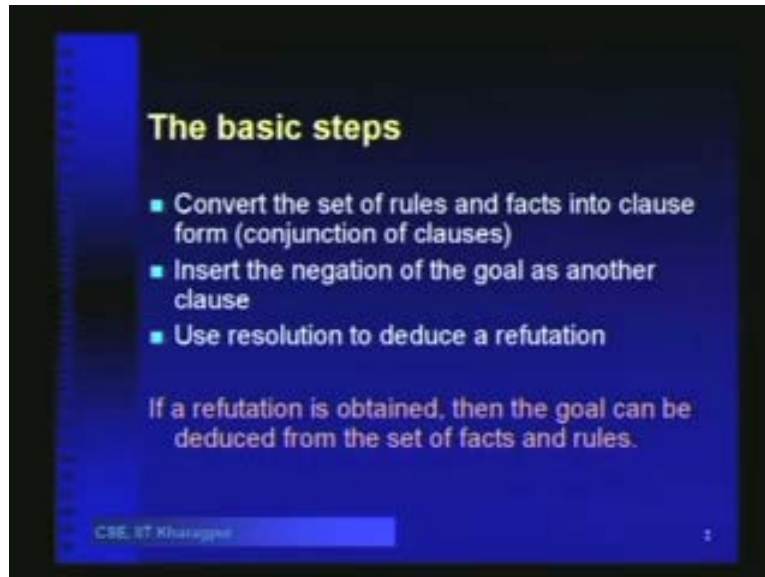 The basic steps
Convert the set of rules and facts into clause
form (conjunction of clauses)
Insert the negation of the goal as another
clause
Use resolution to deduce a refutation
If a refutation is obtained, then the goal can be
deduced from the set of facts and rules.
CSE, IIT Kharagpur